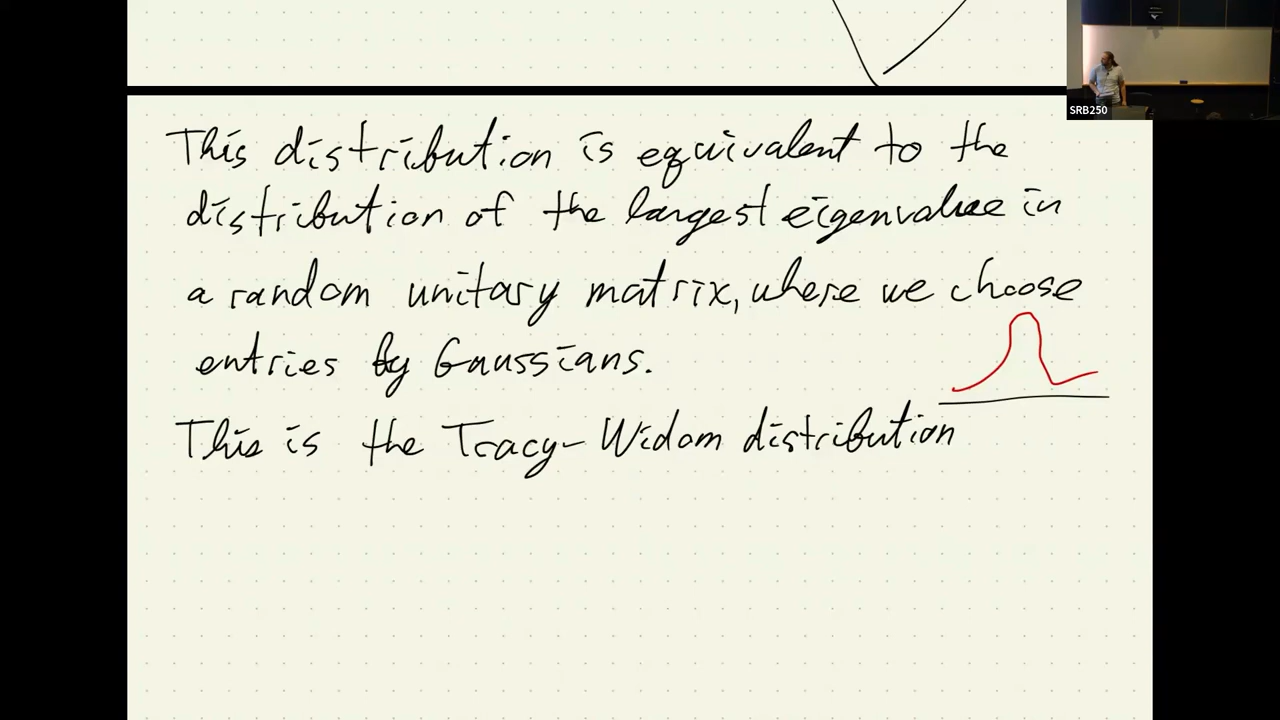 SRB250
This distribution is equivalent to the
distribution of the largest eigenvalue in
a random unitary matrix, where we choose
entries by Gaussians.
This is the Tracy-Widom distribution